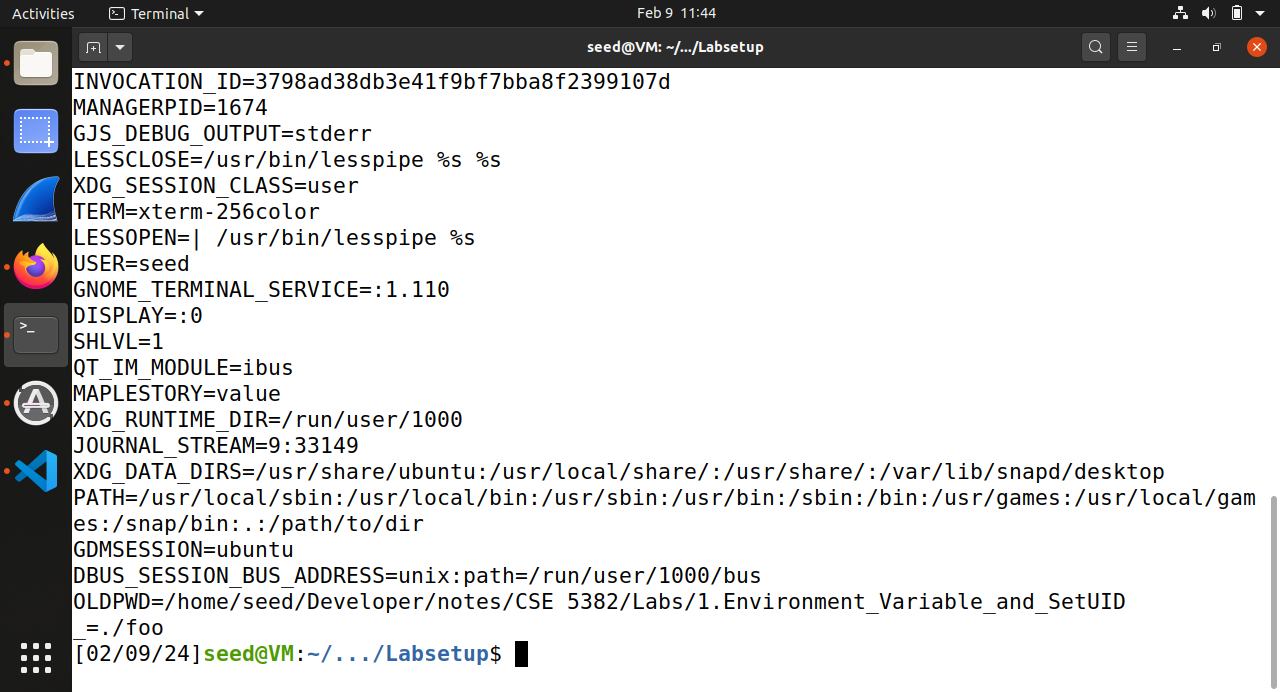 Activities
Terminal
Feb 9 11:44
seed@VM: ~/.../Labsetup
INVOCATION_ID=3798ad38db3e41f9bf7bba8f2399107d
MANAGERPID=1674
GJS_DEBUG_OUTPUT=stderr
LESSCLOSE=/usr/bin/lesspipe %s %s
XDG_SESSION_CLASS=user
TERM=xterm-256color
LESSOPEN=| /usr/bin/lesspipe %s
USER=seed
GNOME_TERMINAL_SERVICE=:1.110
DISPLAY=:0
SHLVL=1
QT_IM_MODULE=ibus
MAPLESTORY=value
XDG_RUNTIME_DIR=/run/user/1000
JOURNAL_STREAM=9:33149
XDG_DATA_DIRS=/usr/share/ubuntu:/usr/local/share/:/usr/share/:/var/lib/snapd/desktop
PATH=/usr/local/sbin:/usr/local/bin:/usr/sbin:/usr/bin:/sbin:/bin:/usr/games:/usr/local/gam
es:/snap/bin:.:/path/to/dir
GDMSESSION=ubuntu
DBUS_SESSION_BUS_ADDRESS=unix:path=/run/user/1000/bus
OLDPWD=/home/seed/Developer/notes/CSE 5382/Labs/1.Environment_Variable_and_SetUID
_=./foo
[02/09/24]seed@VM:~/.../Labsetup$